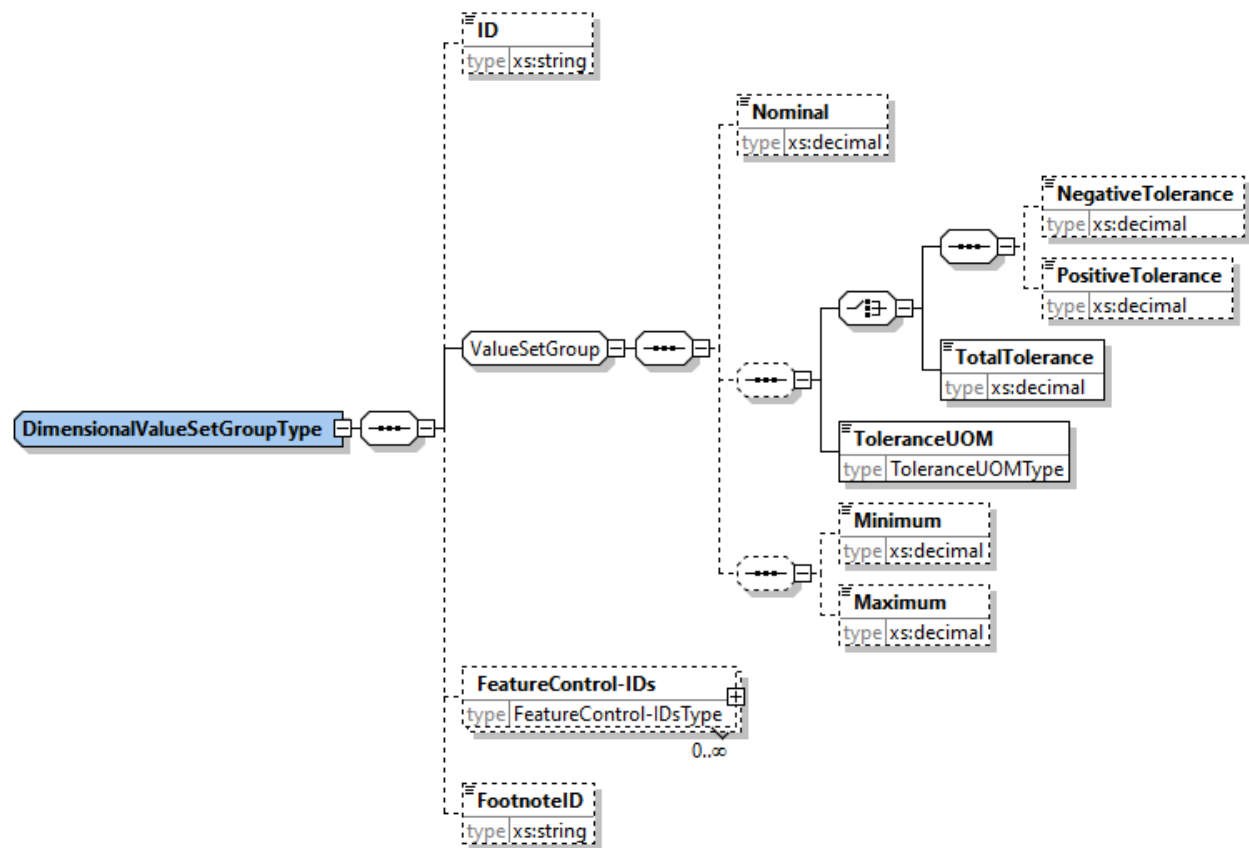 ID
type xs:string
Nominal
type xs:decimal
NegativeTolerance
type xs:decimal
PositiveTolerance
type xs:decimal
ValueSetGroup
TotalTolerance
type xs:decimal
DimensionalValueSetGroupType
ToleranceUOM
type ToleranceUOMType
Minimum
type xs:decimal
Maximum
type xs:decimal
FeatureControl-IDs
type FeatureControl-IDsType
0..∞
FootnoteID
type xs:string